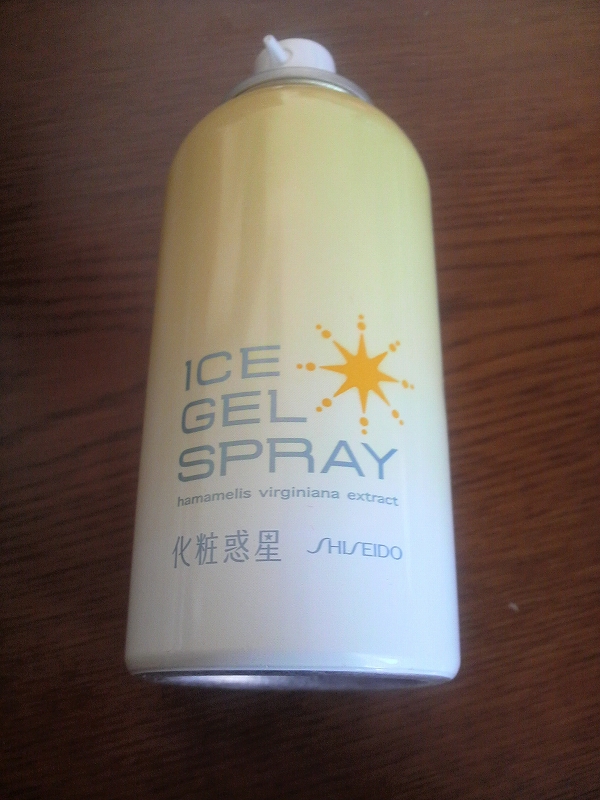 ICE
GEL
SPRAY
hamamelis virginiana extract
化粧惑星 SHISEIDO